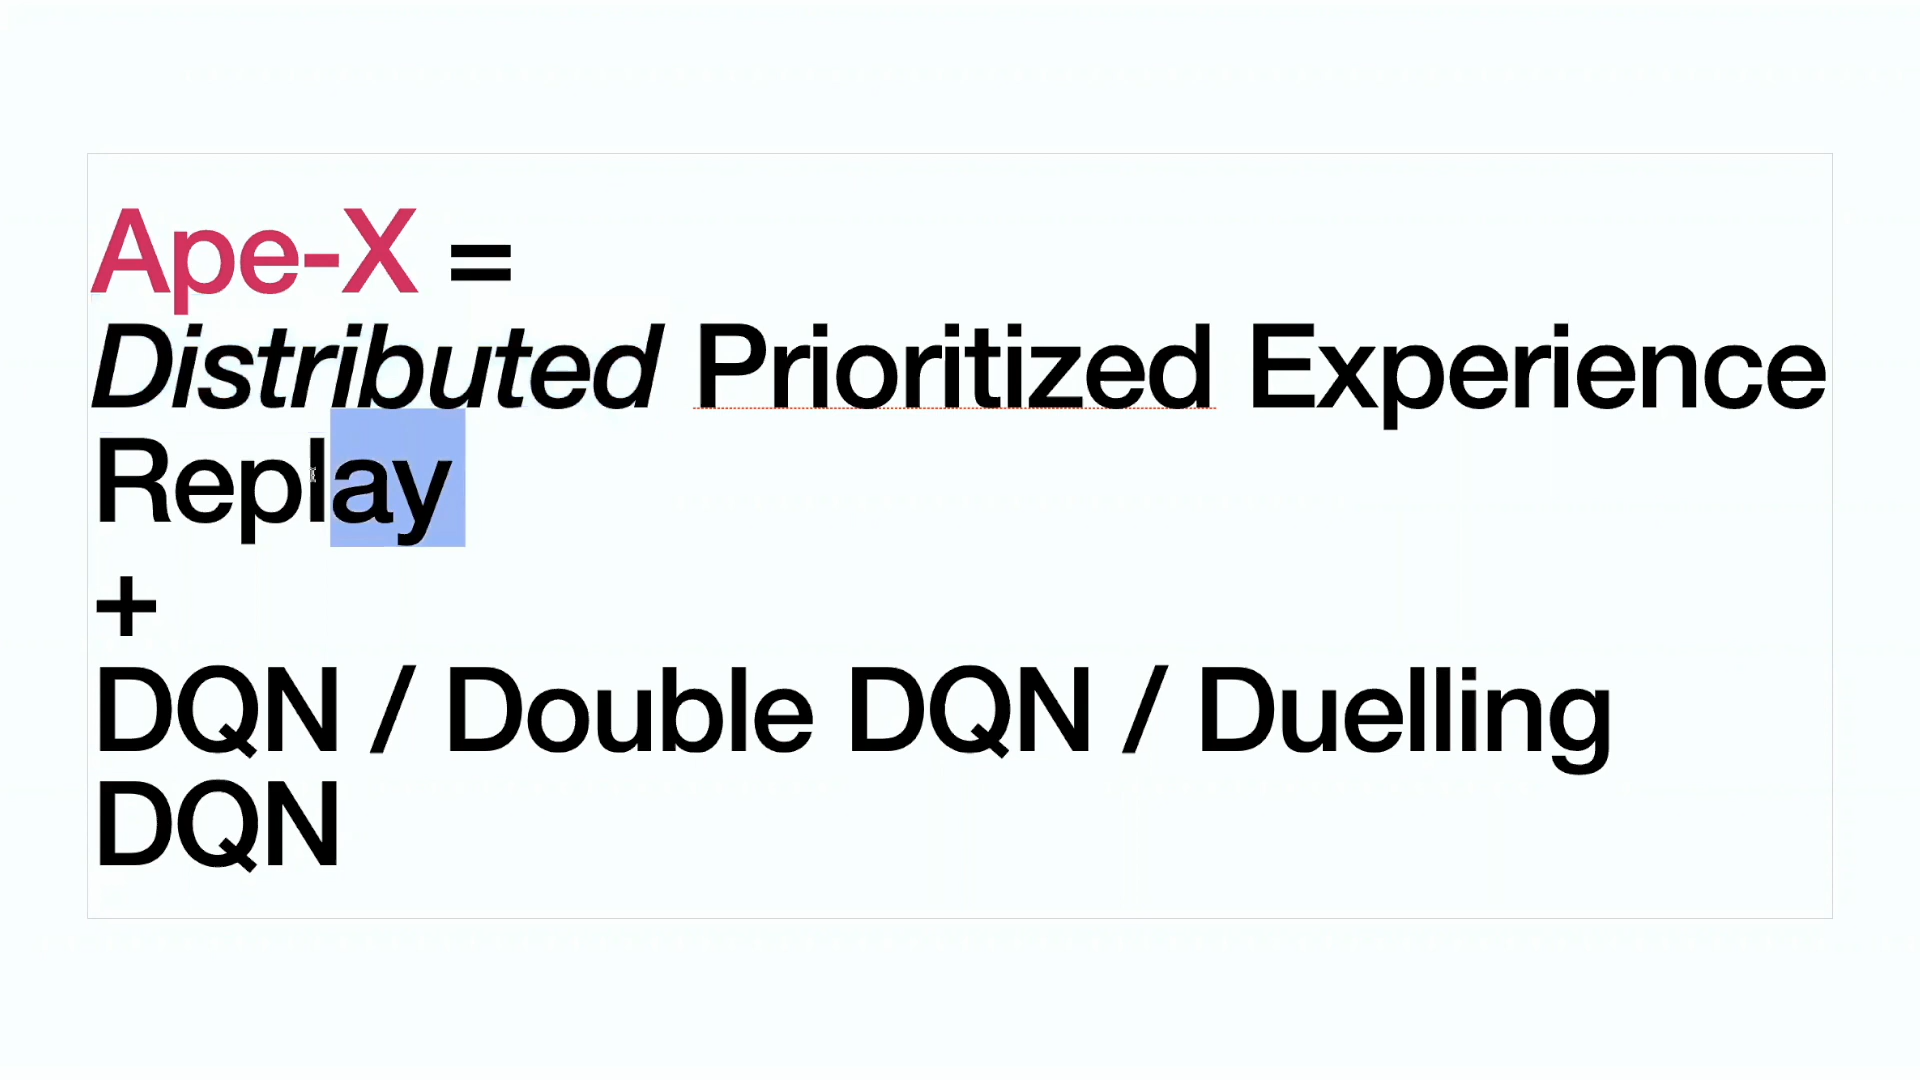 Ape-X =
Distributed Prioritized Experience
Replay
+
DQN / Double DQN / Duelling
DQN